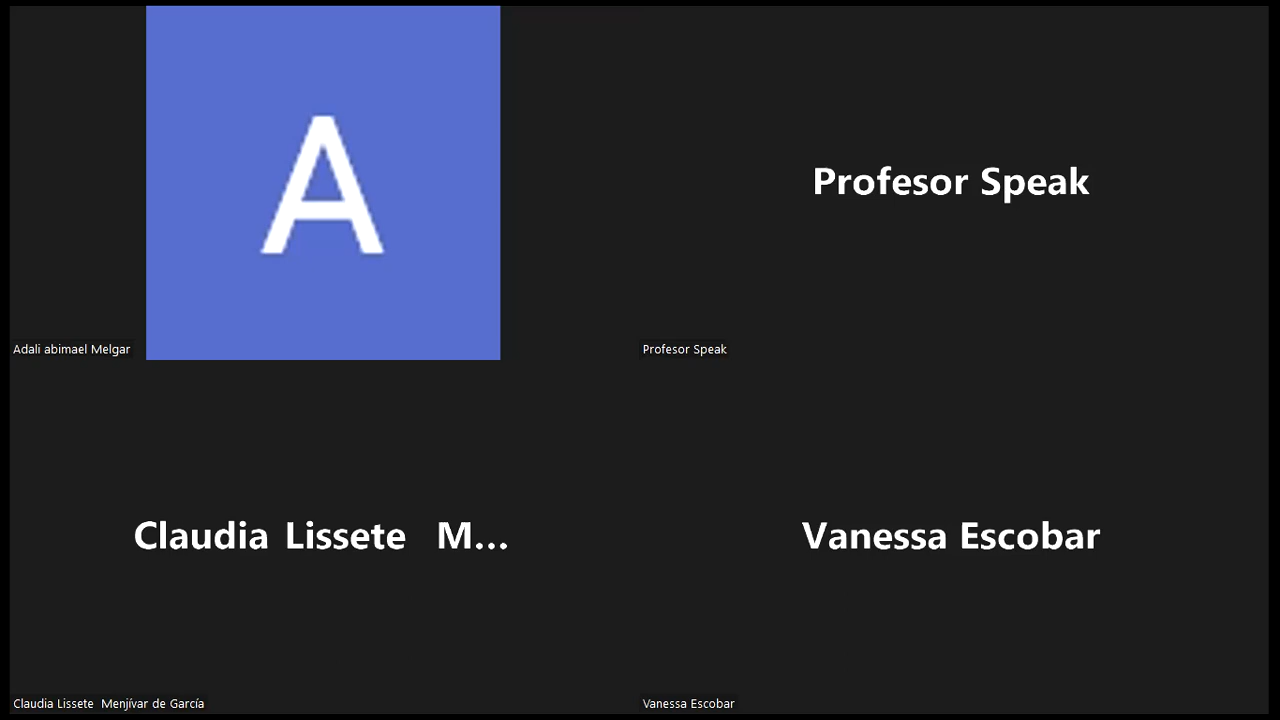 A
Adali abimael Melgar
Profesor Speak
Profesor Speak
Claudia Lissete  M...
Claudia Lissete  Menjívar de García
Vanessa Escobar
Vanessa Escobar